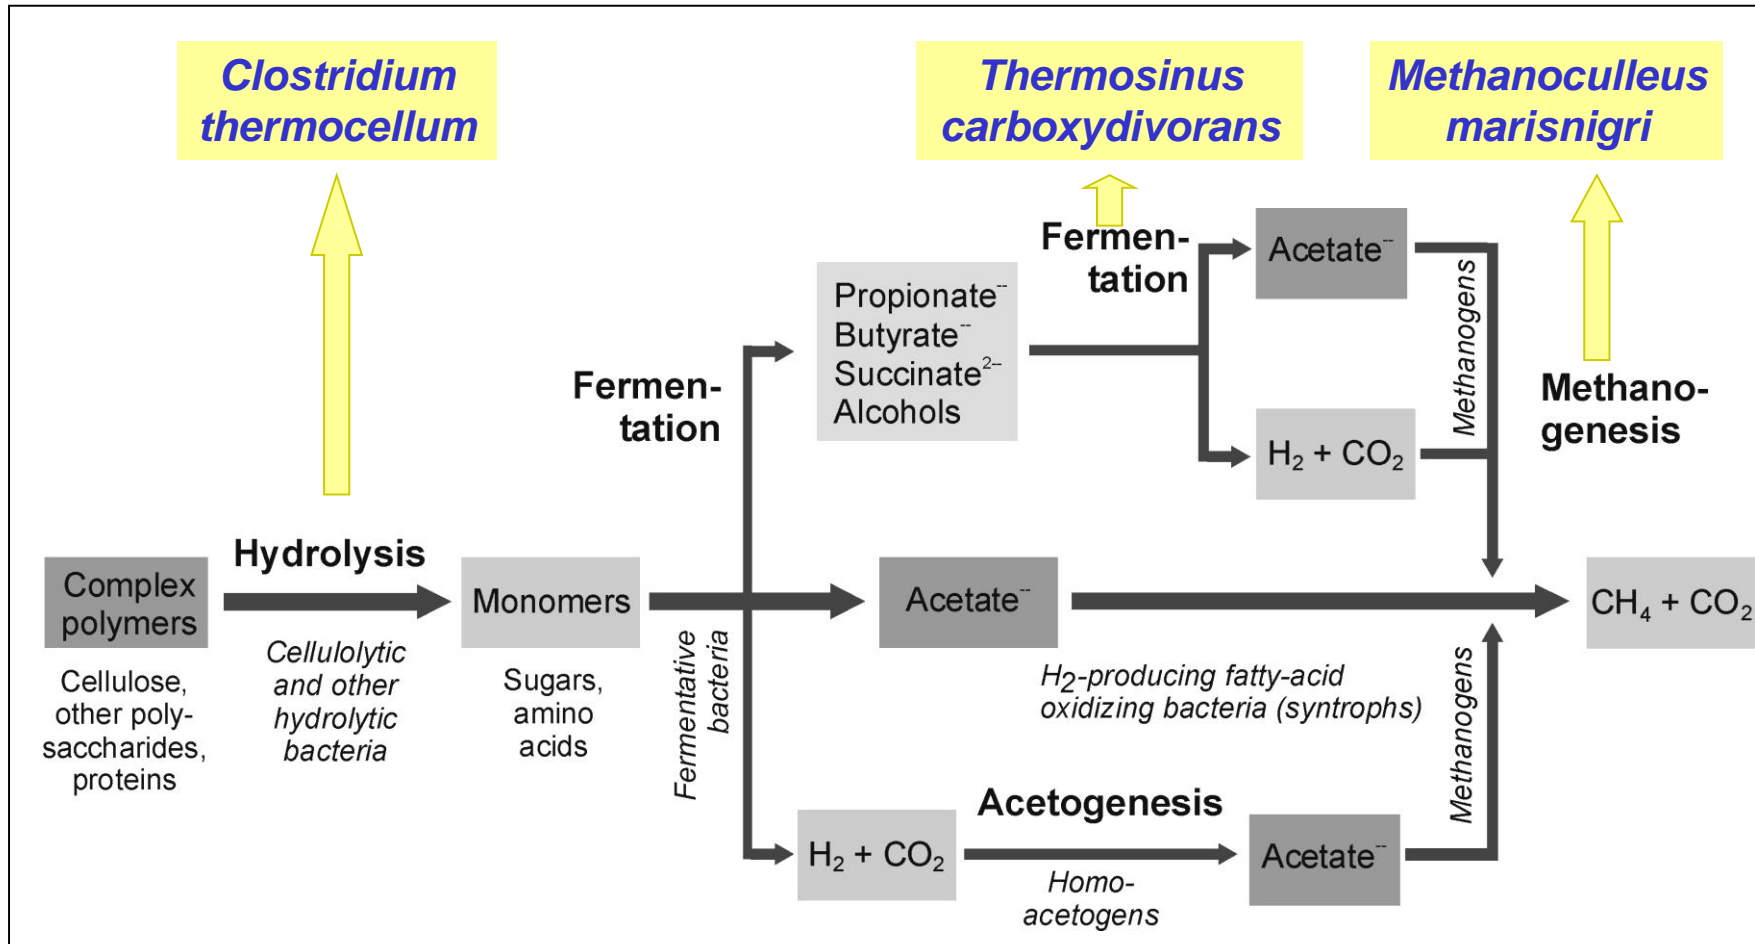 Clostridium
thermocellum
Thermosinus
carboxydivorans
Methanoculleus
marisnigri
Fermen-
tation
Acetate⁻⁻
Propionate⁻⁻
Butyrate⁻⁻
Succinate²⁻⁻
Alcohols
Methanogens
Fermen-
tation
Methano-
genesis
H₂ + CO₂
Hydrolysis
Complex
polymers
Monomers
Acetate⁻⁻
CH₄ + CO₂
Cellulolytic
and other
hydrolytic
bacteria
Cellulose,
other poly-
saccharides,
proteins
Sugars,
amino
acids
Fermentative
bacteria
H₂-producing fatty-acid
oxidizing bacteria (syntrophs)
Methanogens
Acetogenesis
H₂ + CO₂
Acetate⁻⁻
Homo-
acetogens